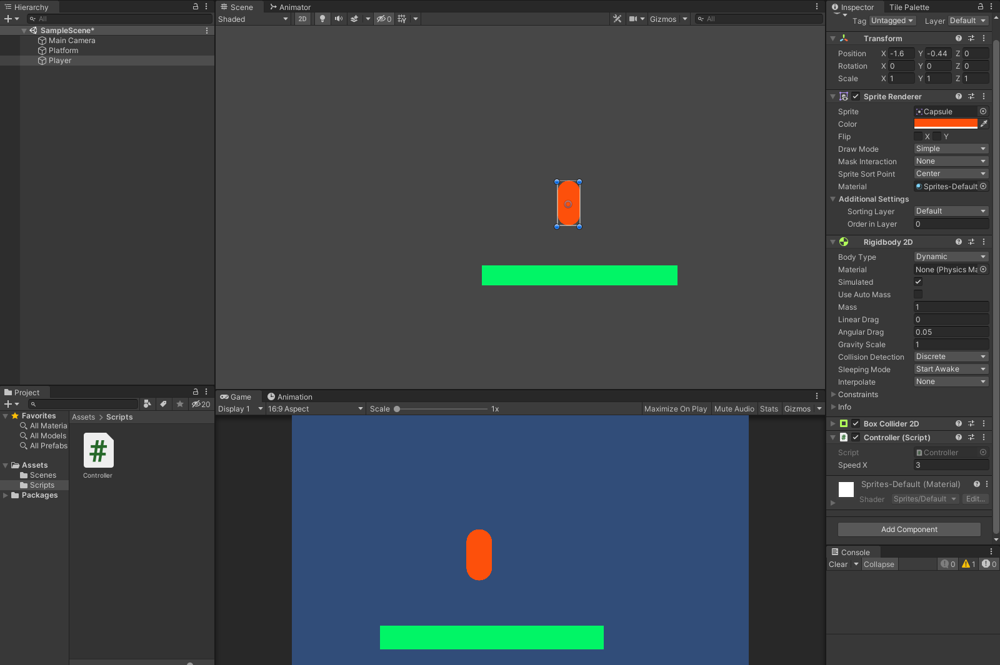 Hierarchy
All
SampleScene*
Main Camera
Platform
Player
Scene
Animator
Shaded
2D
0
Gizmos
All
Inspector
Tile Palette
Tag Untagged
Layer Default
Transform
Position X -1.6 Y -0.44 Z 0
Rotation X 0 Y 0 Z 0
Scale X 1 Y 1 Z 1
Sprite Renderer
Sprite Capsule
Color
Flip X Y
Draw Mode Simple
Mask Interaction None
Sprite Sort Point Center
Material Sprites-Default
Additional Settings
Sorting Layer Default
Order in Layer 0
Rigidbody 2D
Body Type Dynamic
Material None (Physics Ma
Simulated
Use Auto Mass
Mass 1
Linear Drag 0
Angular Drag 0.05
Gravity Scale 1
Collision Detection Discrete
Sleeping Mode Start Awake
Interpolate None
Constraints
Info
Box Collider 2D
# Controller (Script)
Script Controller
Speed X 3
Sprites-Default (Material)
Shader Sprites/Default Edit...
Add Component
Project
20
Favorites
All Materia
All Models
All Prefabs
Assets
Scenes
Scripts
Packages
Assets > Scripts
#
Controller
Game
Animation
Display 1
16:9 Aspect
Scale 1x
Maximize On Play
Mute Audio
Stats
Gizmos
Console
Clear
Collapse
0
1
0